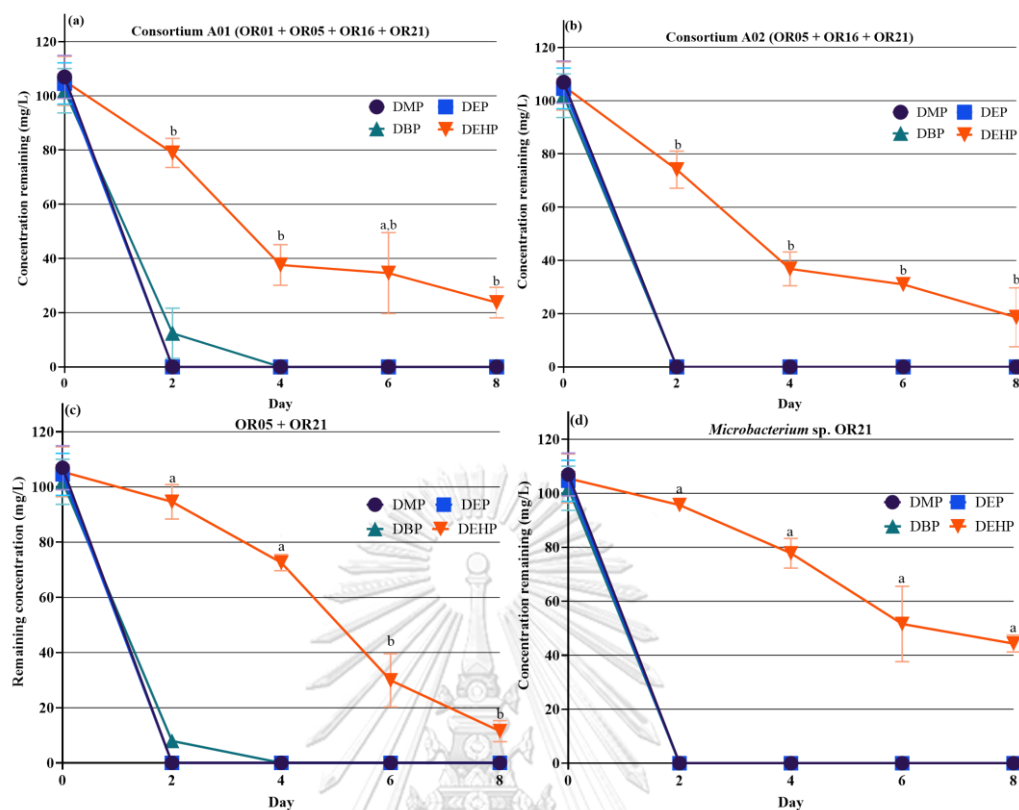 (a)
Consortium A01 (OR01 + OR05 + OR16 + OR21)
Concentration remaining (mg/L)
120
100
80
60
40
20
0
DMP DEP
DBP DEHP
b
b
a,b
b
0 2 4 6 8
Day
(b)
Consortium A02 (OR05 + OR16 + OR21)
Concentration remaining (mg/L)
120
100
80
60
40
20
0
DMP DEP
DBP DEHP
b
b
b
b
0 2 4 6 8
Day
(c)
OR05 + OR21
Remaining concentration (mg/L)
120
100
80
60
40
20
0
DMP DEP
DBP DEHP
a
a
b
b
0 2 4 6 8
Day
(d)
Microbacterium sp. OR21
Concentration remaining (mg/L)
120
100
80
60
40
20
0
DMP DEP
DBP DEHP
a
a
a
a
0 2 4 6 8
Day